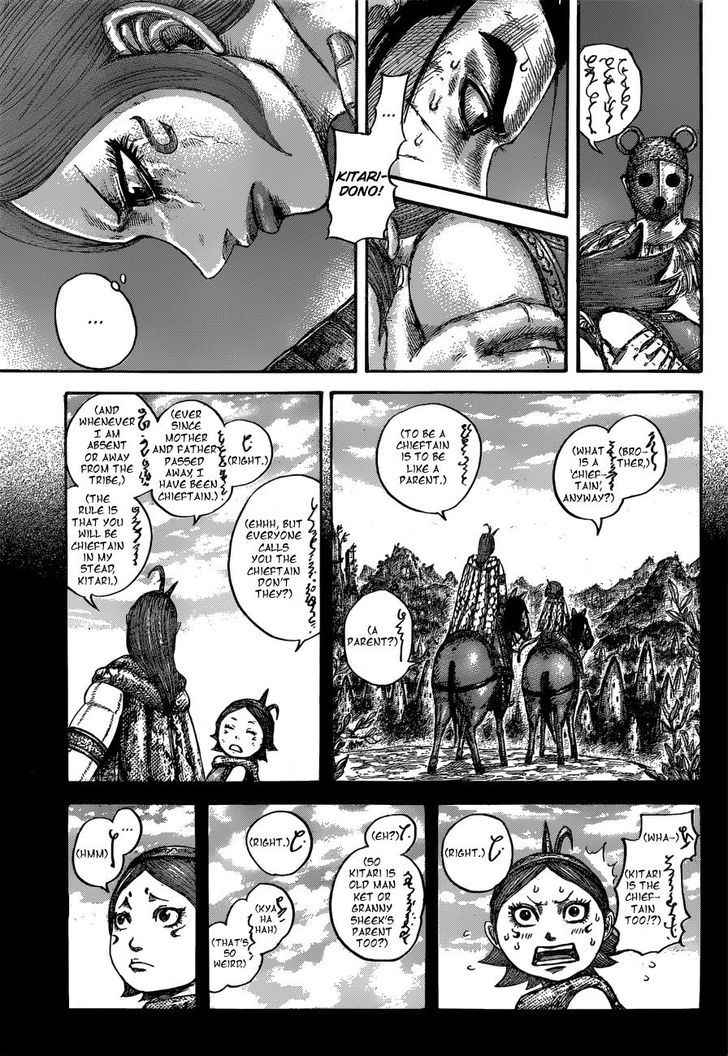 ...
KITARI-
DONO!
...
(BRO-
THER,)
(WHAT
IS A
'CHIEF-
TAIN',
ANYWAY?)
(TO BE A
CHIEFTAIN
IS TO BE
LIKE A
PARENT.)
(A
PARENT?)
(RIGHT.)
(EVER
SINCE
MOTHER
AND FATHER
PASSED
AWAY, I
HAVE BEEN
CHIEFTAIN.)
(EHHH, BUT
EVERYONE
CALLS
YOU THE
CHIEFTAIN
DON'T
THEY?)
(AND
WHENEVER
I AM
ABSENT
OR AWAY
FROM THE
TRIBE,)
(THE
RULE IS
THAT YOU
WILL BE
CHIEFTAIN
IN MY
STEAD,
KITARI.)
(WHA-)
(KITARI
IS THE
CHIEF-
TAIN
TOO!?)
(RIGHT.)
(EH?)
(SO
KITARI IS
OLD MAN
KET OR
GRANNY
SHEEK'S
PARENT
TOO?)
(RIGHT.)
(KYA
HA
HAH)
(THAT'S
SO
WEIRD.)
...
(HMM)